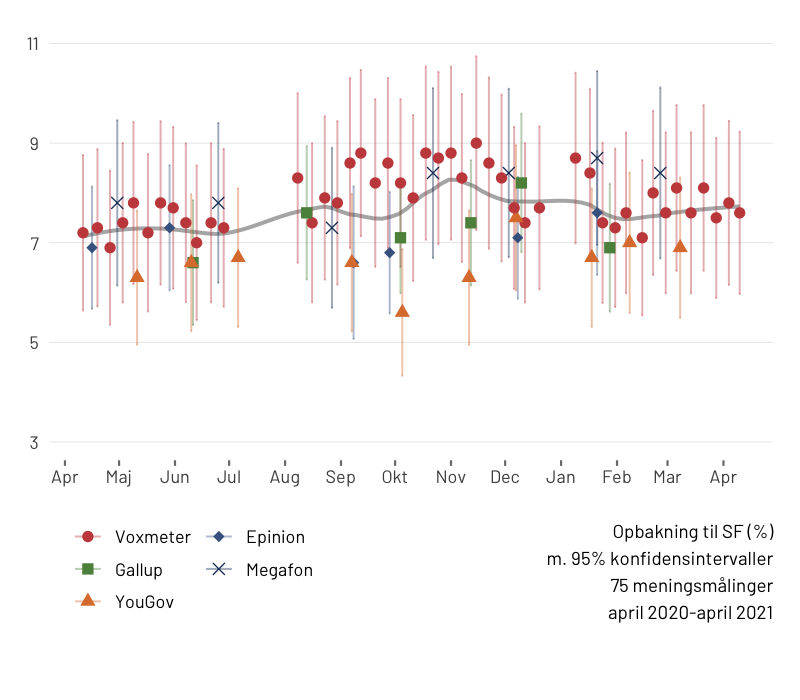 11
9
7
5
3
Apr Maj Jun Jul Aug Sep Okt Nov Dec Jan Feb Mar Apr
Voxmeter Epinion
Gallup Megafon
YouGov
Opbakning til SF (%)
m. 95% konfidensintervaller
75 meningsmålinger
april 2020-april 2021